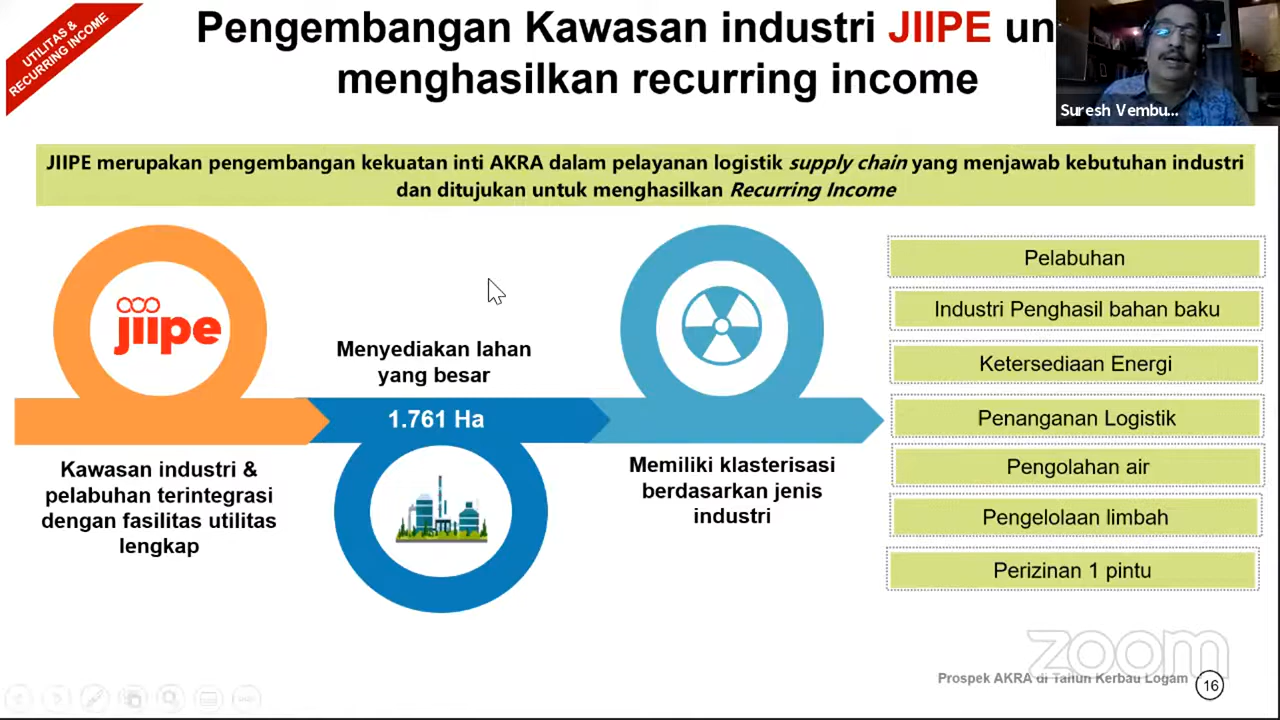 UTILITAS &
RECURRING INCOME
Pengembangan Kawasan industri JIIPE un
menghasilkan recurring income
Suresh Vembu...
JIIPE merupakan pengembangan kekuatan inti AKRA dalam pelayanan logistik supply chain yang menjawab kebutuhan industri
dan ditujukan untuk menghasilkan Recurring Income
jiipe
Kawasan industri &
pelabuhan terintegrasi
dengan fasilitas utilitas
lengkap
Menyediakan lahan
yang besar
1.761 Ha
Memiliki klasterisasi
berdasarkan jenis
industri
Pelabuhan
Industri Penghasil bahan baku
Ketersediaan Energi
Penanganan Logistik
Pengolahan air
Pengelolaan limbah
Perizinan 1 pintu
zoom
Prospek AKRA di Tahun Kerbau Logam
16